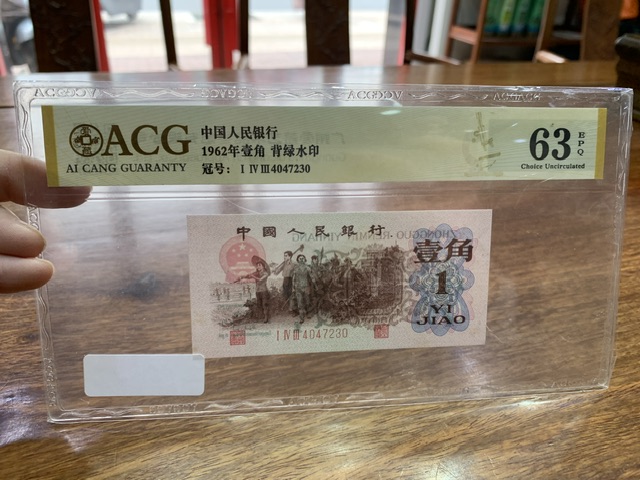 ACG
AI CANG GUARANTY
中国人民银行
1962年壹角 背绿水印
冠号: I IV III 4047230
63 EPQ
Choice Uncirculated
中國人民銀行
壹角
1
YI
JIAO
I IV III 4047230